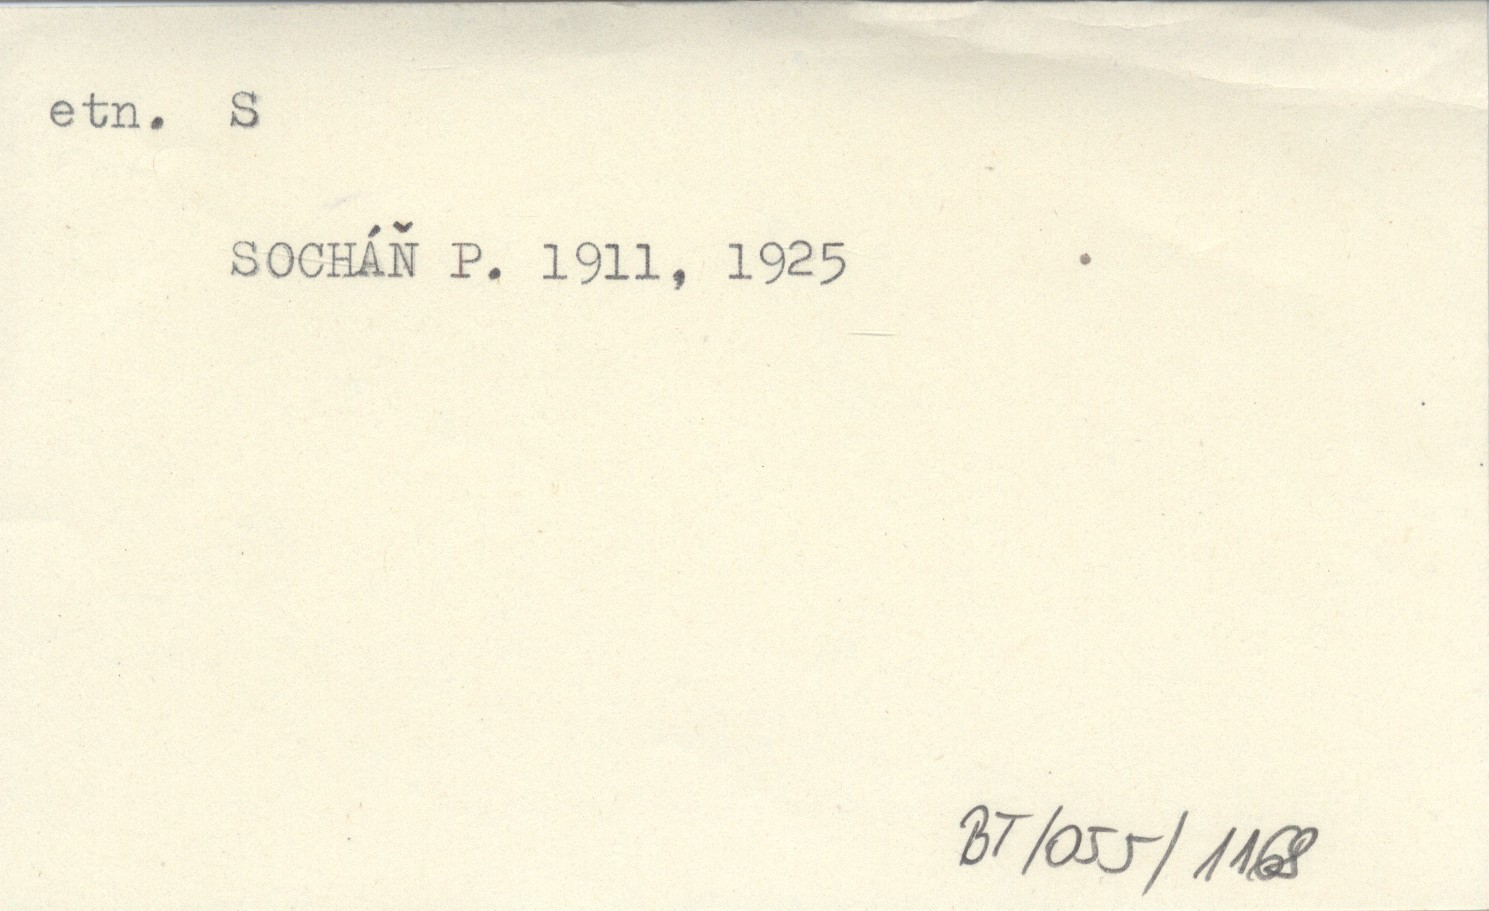 etn. S
SOCHÁŇ P. 1911, 1925
BT/055/1168